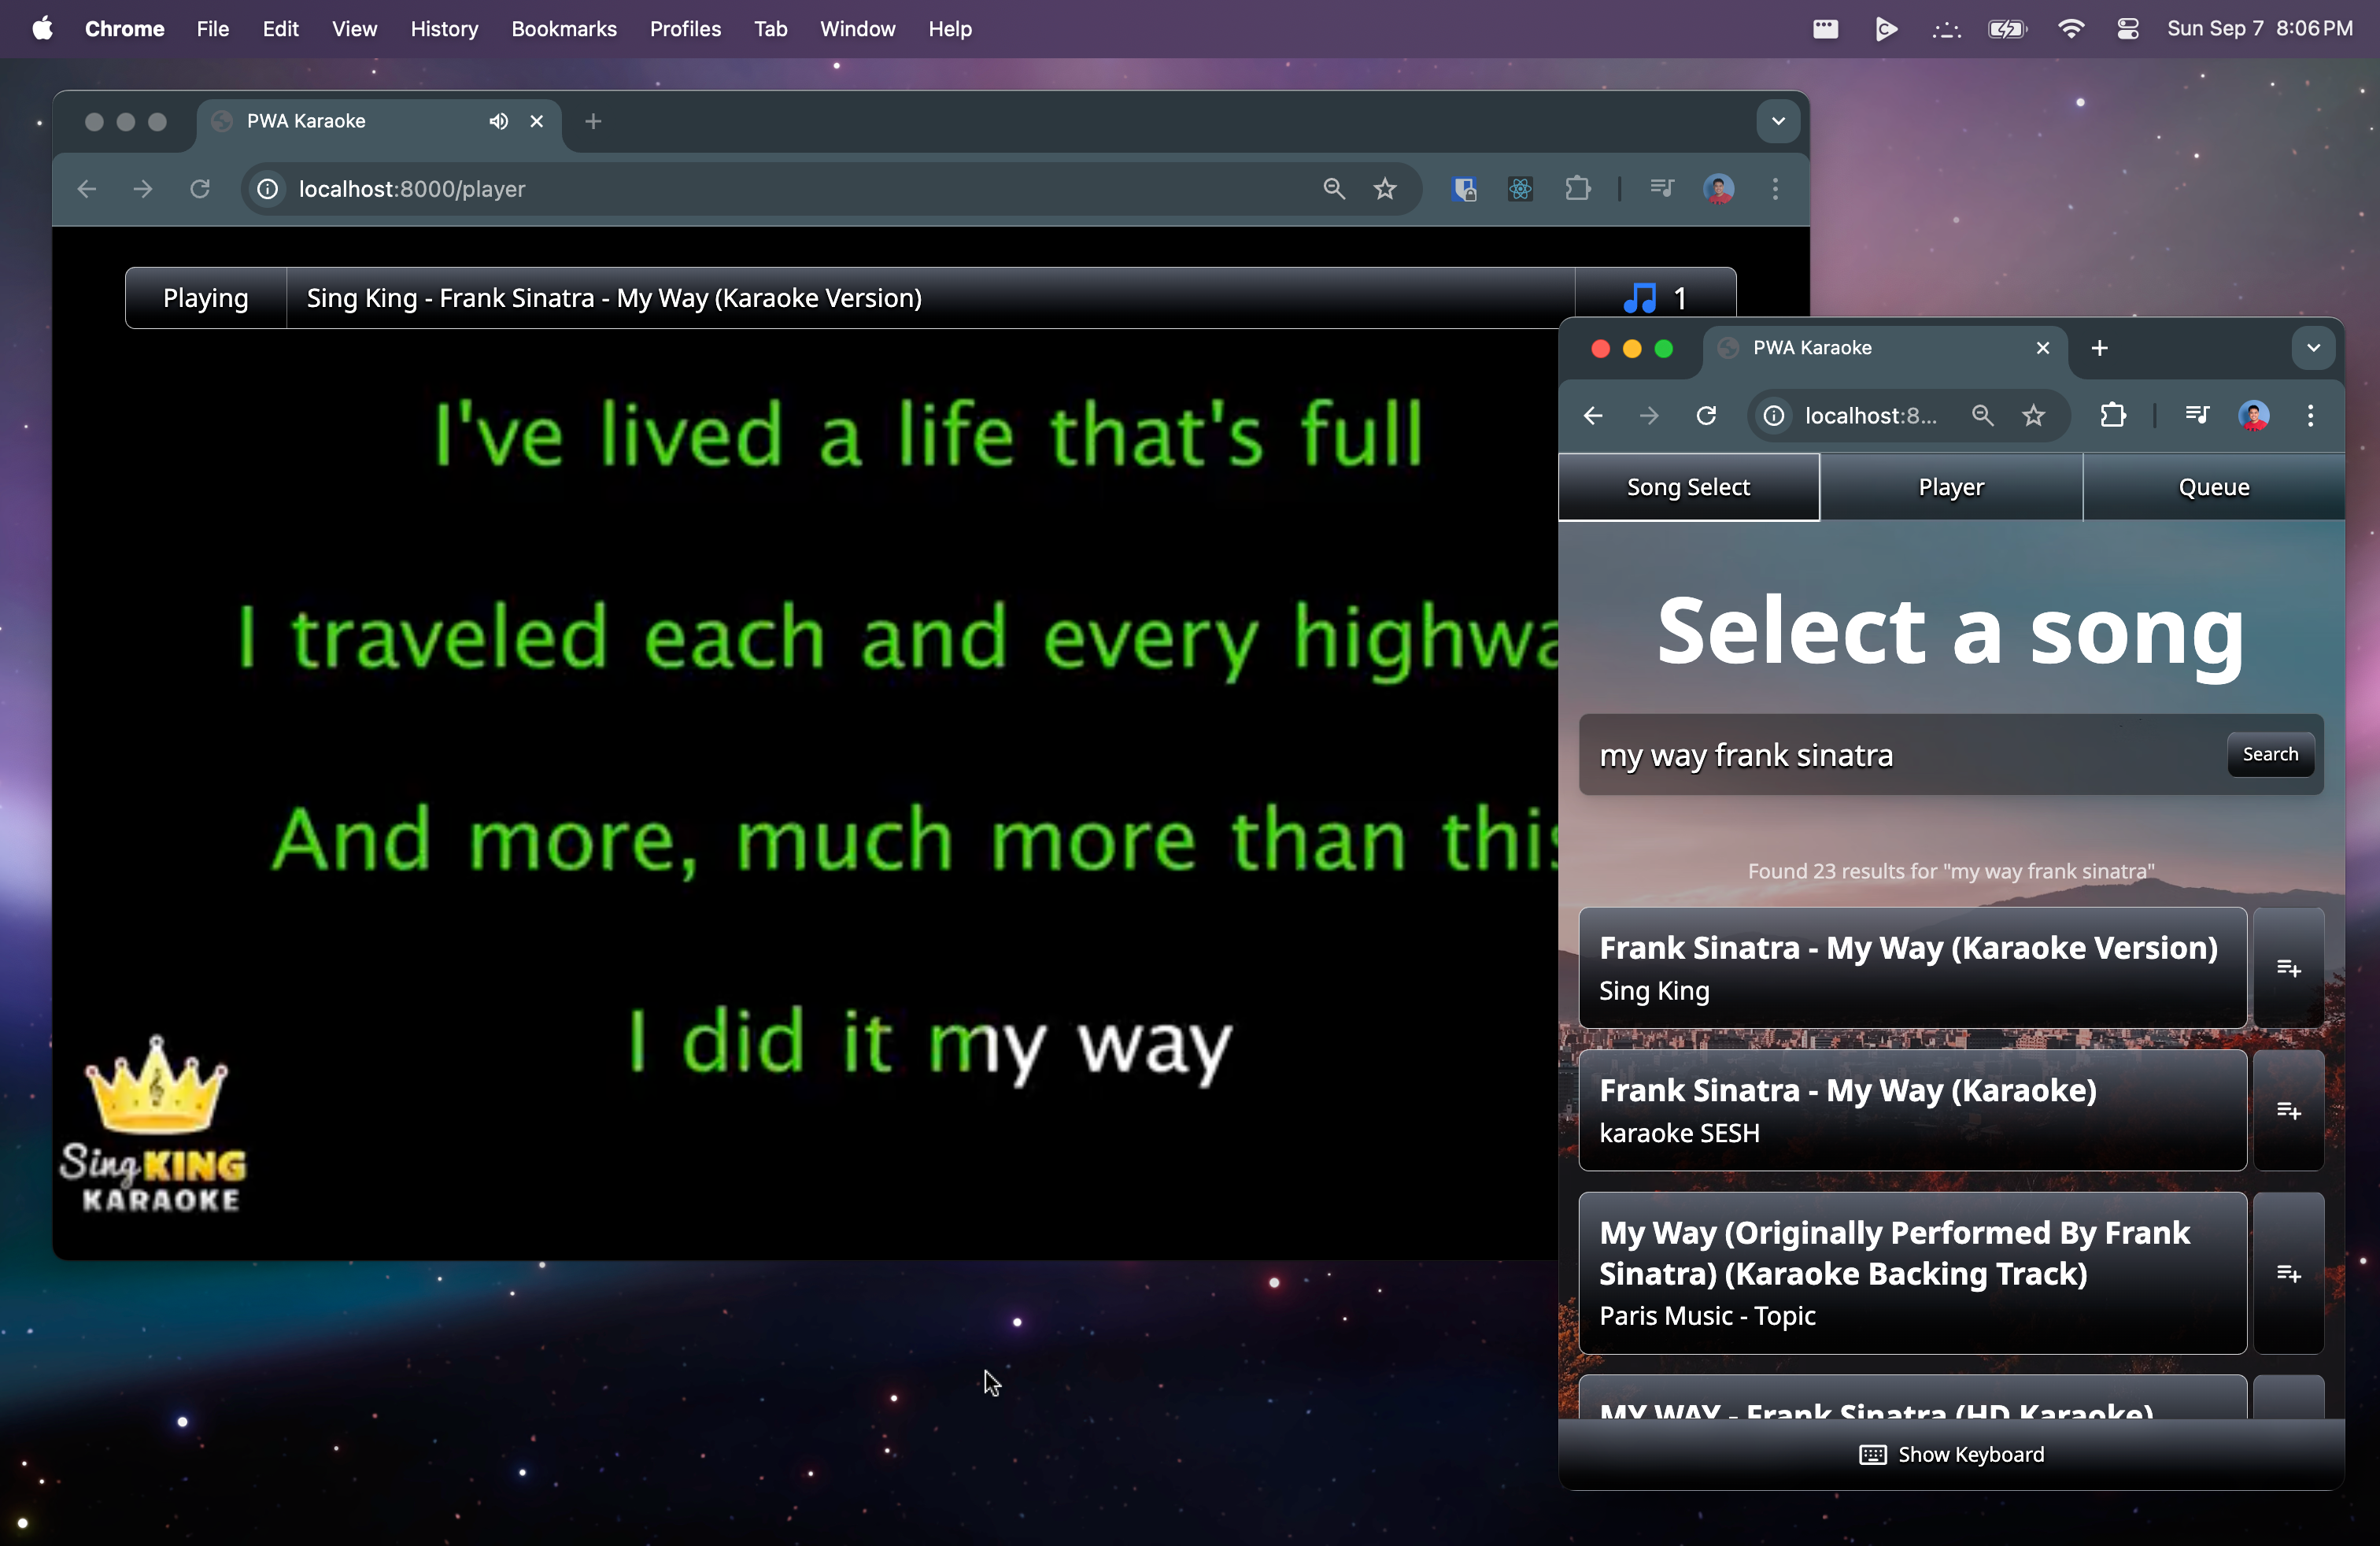 Chrome File Edit View History Bookmarks Profiles Tab Window Help Sun Sep 7 8:06 PM
PWA Karaoke
localhost:8000/player
Playing Sing King - Frank Sinatra - My Way (Karaoke Version) 1
I've lived a life that's full
I traveled each and every highwa
And more, much more than this
I did it my way
Sing KING
KARAOKE
PWA Karaoke
localhost:8...
Song Select Player Queue
Select a song
my way frank sinatra Search
Found 23 results for "my way frank sinatra"
Frank Sinatra - My Way (Karaoke Version)
Sing King
Frank Sinatra - My Way (Karaoke)
karaoke SESH
My Way (Originally Performed By Frank
Sinatra) (Karaoke Backing Track)
Paris Music - Topic
MY WAY - Frank Sinatra (HD Karaoke)
Show Keyboard